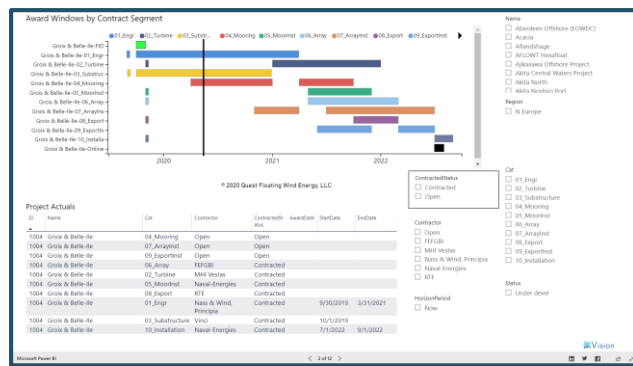 Award Windows by Contract Segment
01_Engr 02_Turbine 03_Substr... 04_Mooring 05_MoorInst 06_Array 07_ArrayInst 08_Export 09_ExportInst
Groix & Belle-Ile-FID
Groix & Belle-Ile-01_Engr
Groix & Belle-Ile-02_Turbine
Groix & Belle-Ile-03_Substruc
Groix & Belle-Ile-04_Mooring
Groix & Belle-Ile-05_MoorInst
Groix & Belle-Ile-06_Array
Groix & Belle-Ile-07_ArrayIns
Groix & Belle-Ile-08_Export
Groix & Belle-Ile-09_ExportIn
Groix & Belle-Ile-10_Installa
Groix & Belle-Ile-Online
2020 2021 2022
© 2020 Quest Floating Wind Energy, LLC
Name
Aberdeen Offshore (EOWDC)
Acacia
Aflandshage
AFLOWT Hexafloat
Ajikasawa Offshore Project
Akita Central Waters Project
Akita North
Akita Noshiro Port
Region
N Europe
ContractedStatus
Contracted
Open
Cat
01_Engr
02_Turbine
03_Substructure
04_Mooring
05_MoorInst
06_Array
07_ArrayInst
08_Export
09_ExportInst
10_Installation
Contractor
Open
FEFGBI
MHI Vestas
Nass & Wind, Principia
Naval-Energies
RTE
Status
Under devel
HorizonPeriod
Now
Project Actuals
ID Name Cat Contractor ContractedSt
atus AwardDate StartDate EndDate
1004 Groix & Belle-Ile 04_Mooring Open Open
1004 Groix & Belle-Ile 07_ArrayInst Open Open
1004 Groix & Belle-Ile 09_ExportInst Open Open
1004 Groix & Belle-Ile 06_Array FEFGBI Contracted
1004 Groix & Belle-Ile 02_Turbine MHI Vestas Contracted
1004 Groix & Belle-Ile 05_MoorInst Naval-Energies Contracted
1004 Groix & Belle-Ile 08_Export RTE Contracted
1004 Groix & Belle-Ile 01_Engr Nass & Wind,
Principia Contracted 9/30/2019 3/31/2021
1004 Groix & Belle-Ile 03_Substructure Vinci Contracted 10/1/2019
1004 Groix & Belle-Ile 10_Installation Naval-Energies Contracted 7/1/2022 9/1/2022
Vision
Microsoft Power BI
2 of 12